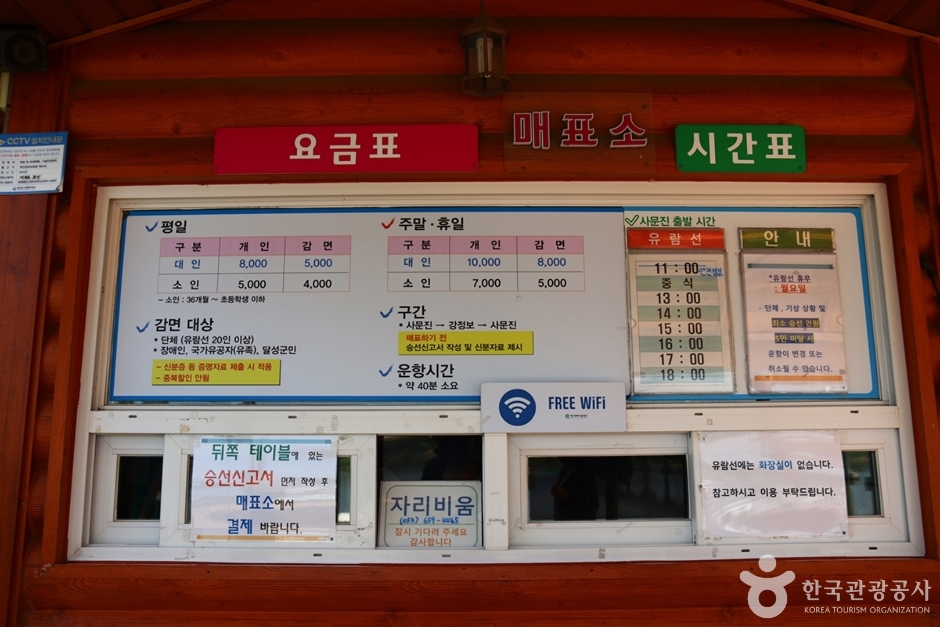 CCTV 설치안내문
요금표
매표소
시간표
평일
구분 개인 감면
대인 8,000 5,000
소인 5,000 4,000
- 소인 : 36개월 ~ 초등학생 이하
감면 대상
• 단체 (유람선 20인 이상)
• 장애인, 국가유공자(유족), 달성군민
- 신분증 등 증명자료 제출 시 적용
- 중복할인 안됨
주말 · 휴일
구분 개인 감면
대인 10,000 8,000
소인 7,000 5,000
구간
• 사문진 → 강정보 → 사문진
매표하기 전
승선신고서 작성 및 신분자료 제시
운항시간
• 약 40분 소요
사문진 출발 시간
유람선
11:00
중식
13:00
14:00
15:00
16:00
17:00
18:00
안내
*유람선 휴무
: 월요일
- 단체, 기상 상황 및
최소 승선 인원
5인 미달 시
운항이 변경 또는
취소될 수 있습니다.
FREE WiFi
뒤쪽 테이블에 있는
승선신고서 먼저 작성 후
매표소에서
결제 바랍니다.
자리비움
(053) 659-4465
잠시 기다려 주세요
감사합니다
유람선에는 화장실이 없습니다.
참고하시고 이용 부탁드립니다.
한국관광공사
KOREA TOURISM ORGANIZATION